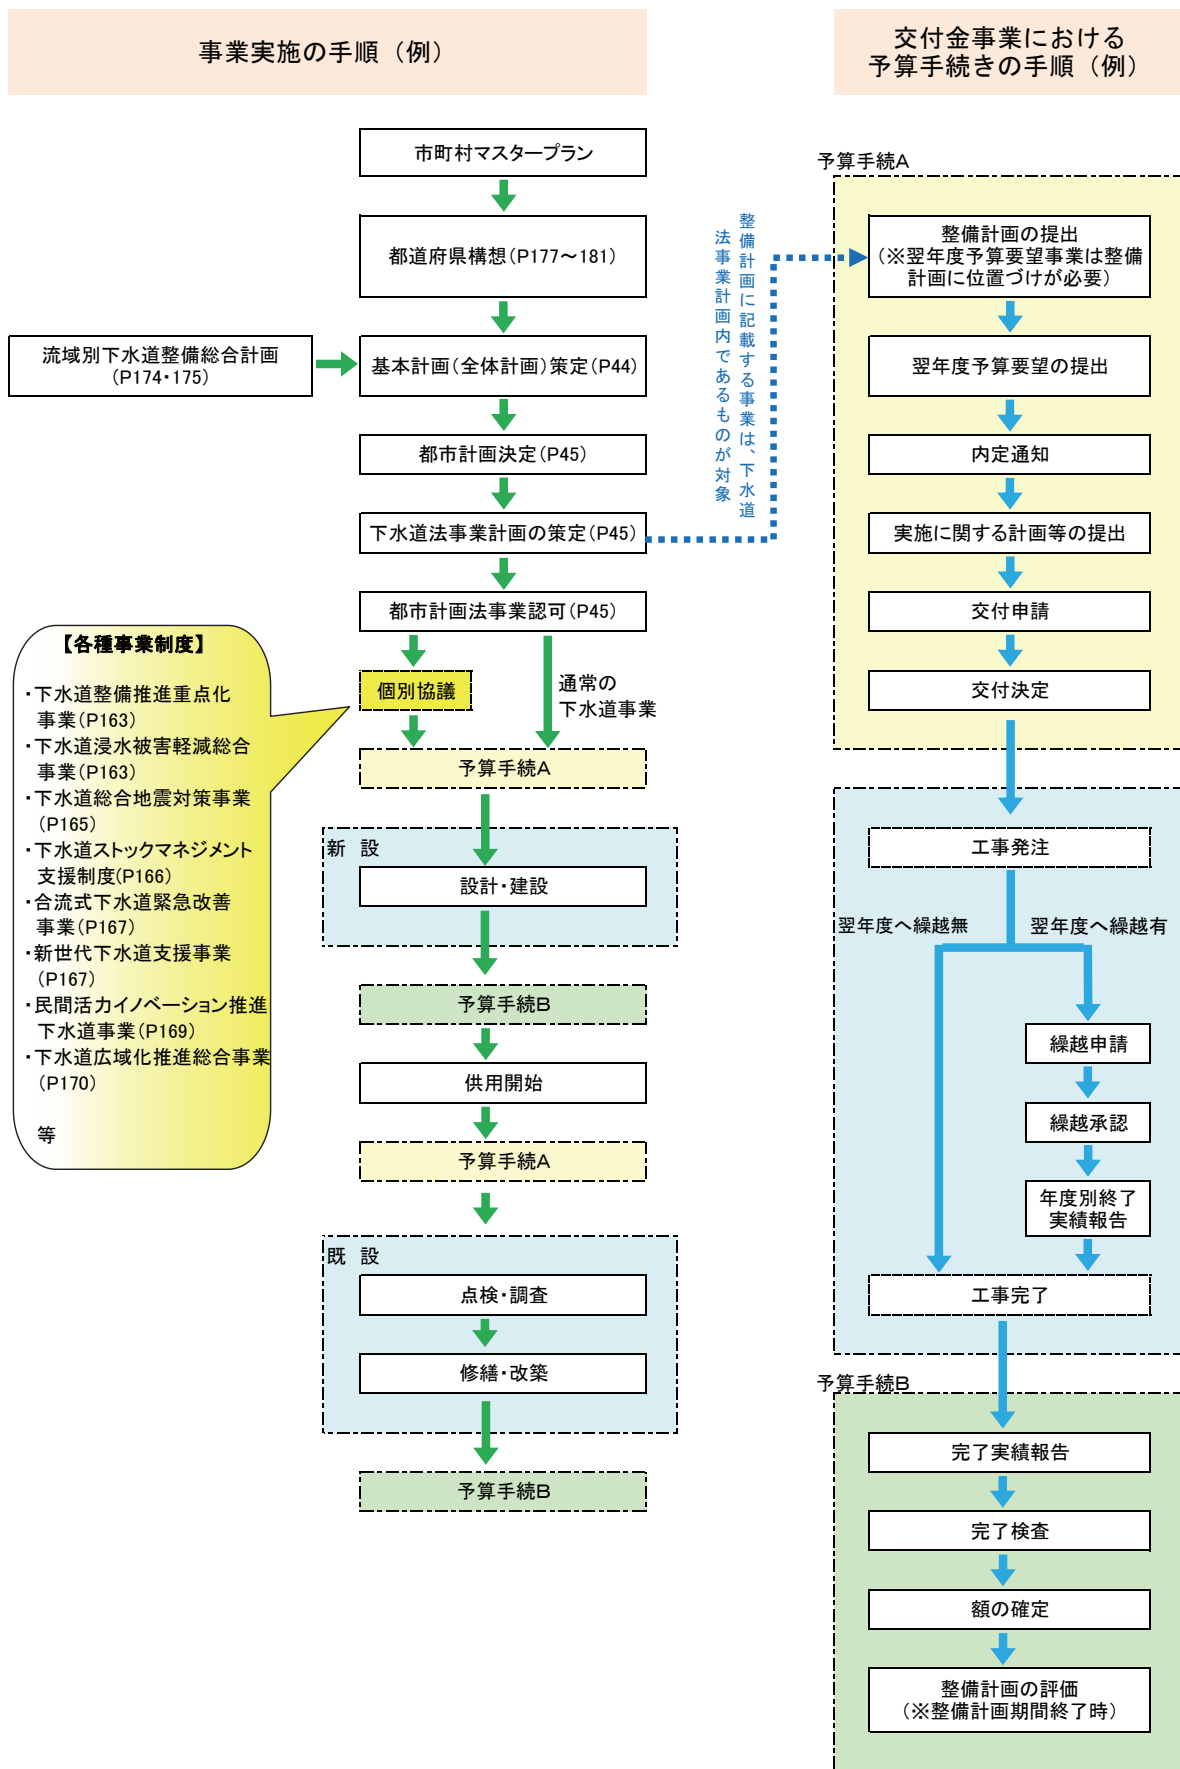 事業実施の手順（例）
市町村マスタープラン
都道府県構想(P177～181)
流域別下水道整備総合計画
(P174・175)
基本計画(全体計画)策定(P44)
都市計画決定(P45)
下水道法事業計画の策定(P45)
都市計画法事業認可(P45)
個別協議
通常の
下水道事業
【各種事業制度】
・下水道整備推進重点化
事業(P163)
・下水道浸水被害軽減総合
事業(P163)
・下水道総合地震対策事業
(P165)
・下水道ストックマネジメント
支援制度(P166)
・合流式下水道緊急改善
事業(P167)
・新世代下水道支援事業
(P167)
・民間活力イノベーション推進
下水道事業(P169)
・下水道広域化推進総合事業
(P170)
等
予算手続A
新　設
設計・建設
予算手続B
供用開始
予算手続A
既　設
点検・調査
修繕・改築
予算手続B
整備計画に記載する事業は、下水道
法事業計画内であるものが対象
交付金事業における
予算手続きの手順（例）
予算手続A
整備計画の提出
(※翌年度予算要望事業は整備
計画に位置づけが必要)
翌年度予算要望の提出
内定通知
実施に関する計画等の提出
交付申請
交付決定
工事発注
翌年度へ繰越無
翌年度へ繰越有
繰越申請
繰越承認
年度別終了
実績報告
工事完了
予算手続B
完了実績報告
完了検査
額の確定
整備計画の評価
(※整備計画期間終了時)